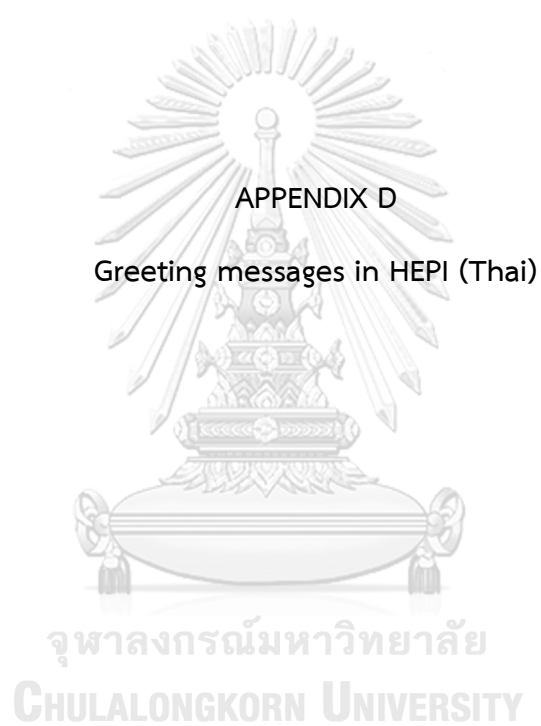 APPENDIX D
Greeting messages in HEPI (Thai)
จุฬาลงกรณ์มหาวิทยาลัย
CHULALONGKORN UNIVERSITY